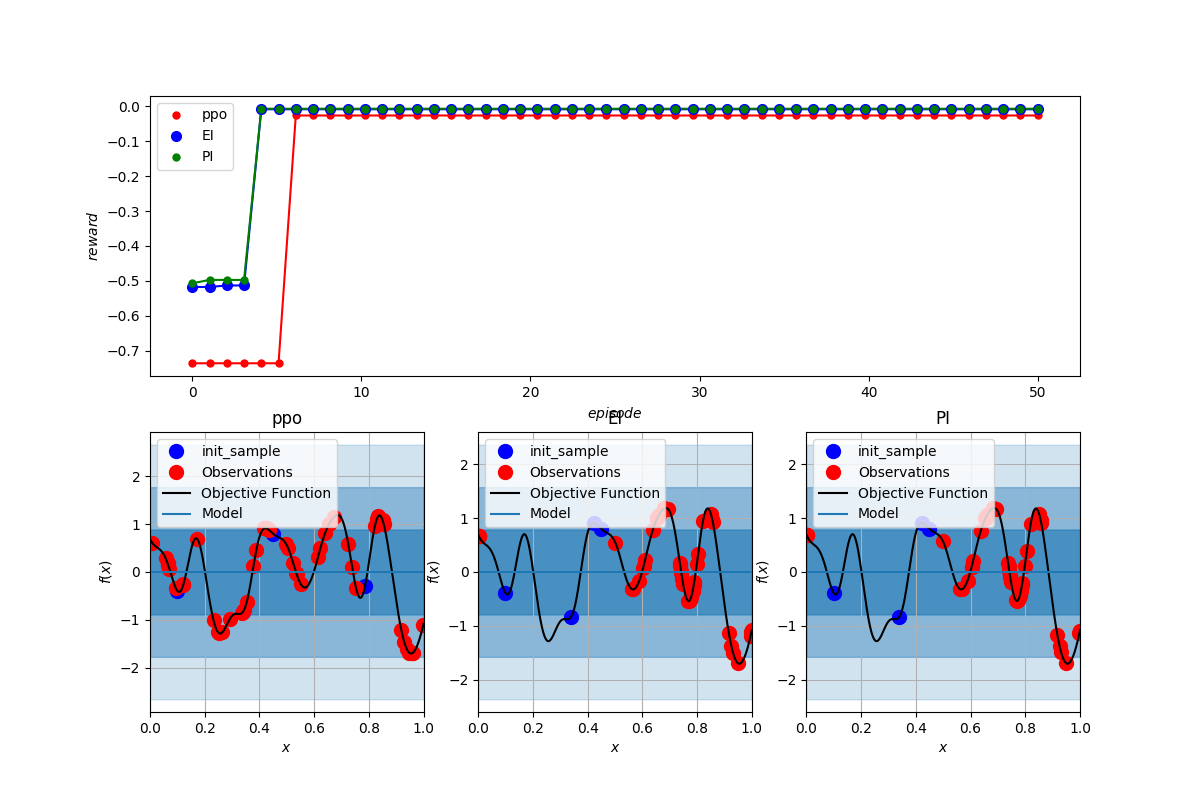 0.0
−0.1
−0.2
−0.3
−0.4
−0.5
−0.6
−0.7
reward
ppo
EI
PI
0 10 20 30 40 50
episode
ppo EI PI
init_sample
Observations
Objective Function
Model
2
1
0
−1
−2
f(x)
0.0 0.2 0.4 0.6 0.8 1.0
x
init_sample
Observations
Objective Function
Model
2
1
0
−1
−2
f(x)
0.0 0.2 0.4 0.6 0.8 1.0
x
init_sample
Observations
Objective Function
Model
2
1
0
−1
−2
f(x)
0.0 0.2 0.4 0.6 0.8 1.0
x